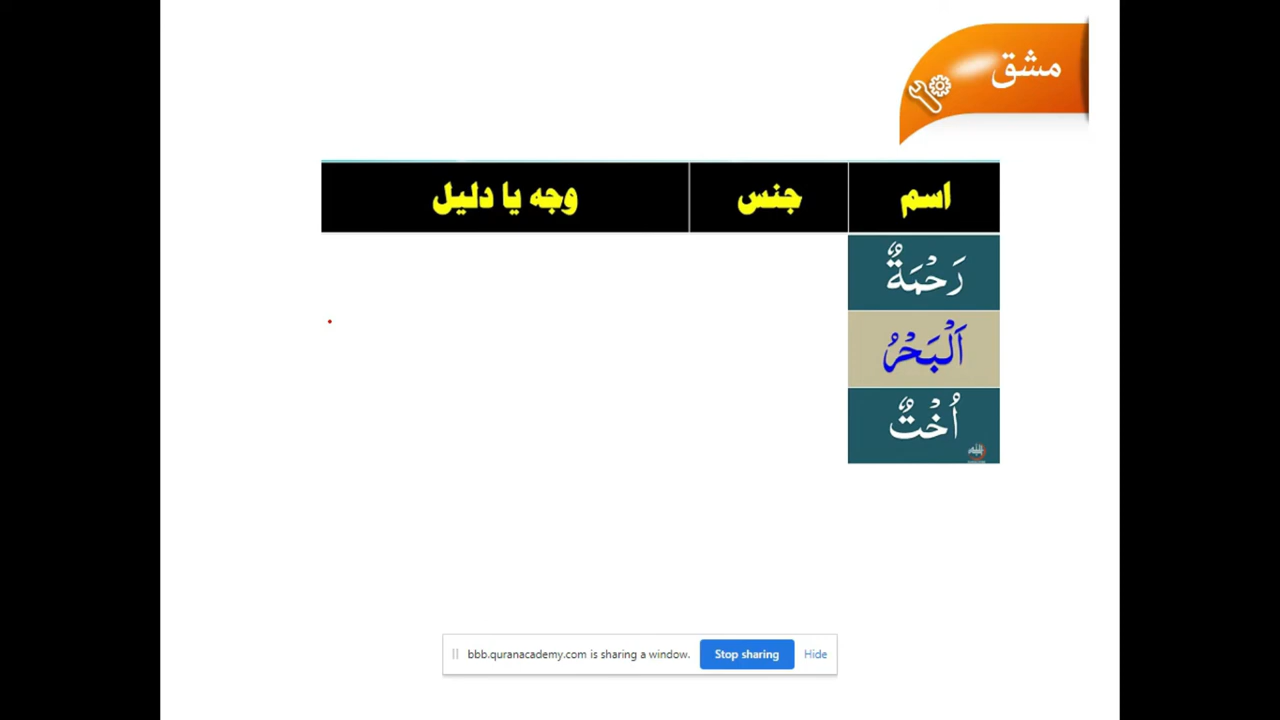 مشق
اسم جنس وجہ یا دلیل
رَحْمَةٌ
اَلْبَحْرُ
اُخْتٌ
bbb.quranacademy.com is sharing a window. Stop sharing Hide